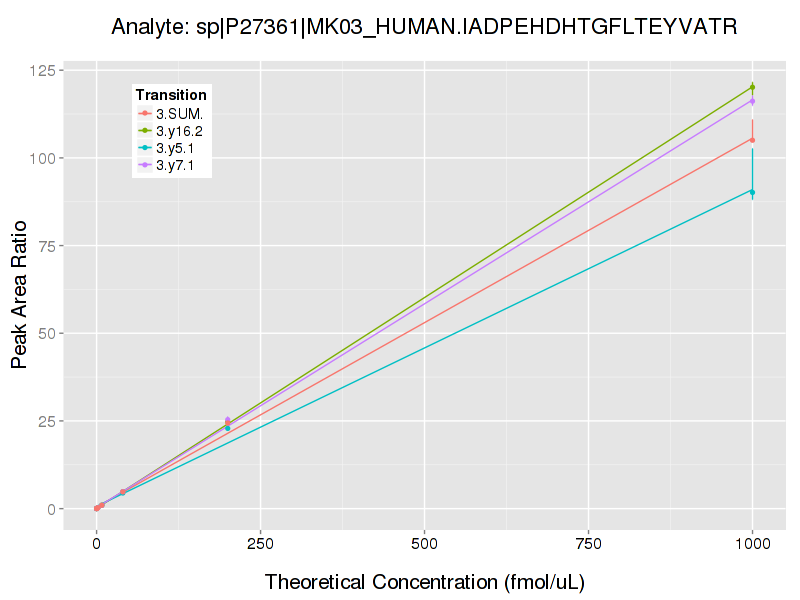 Analyte: sp|P27361|MK03_HUMAN.IADPEHDHTGFLTEYVATR
125
100
75
50
25
0
Peak Area Ratio
Transition
3.SUM.
3.y16.2
3.y5.1
3.y7.1
0
250
500
750
1000
Theoretical Concentration (fmol/uL)